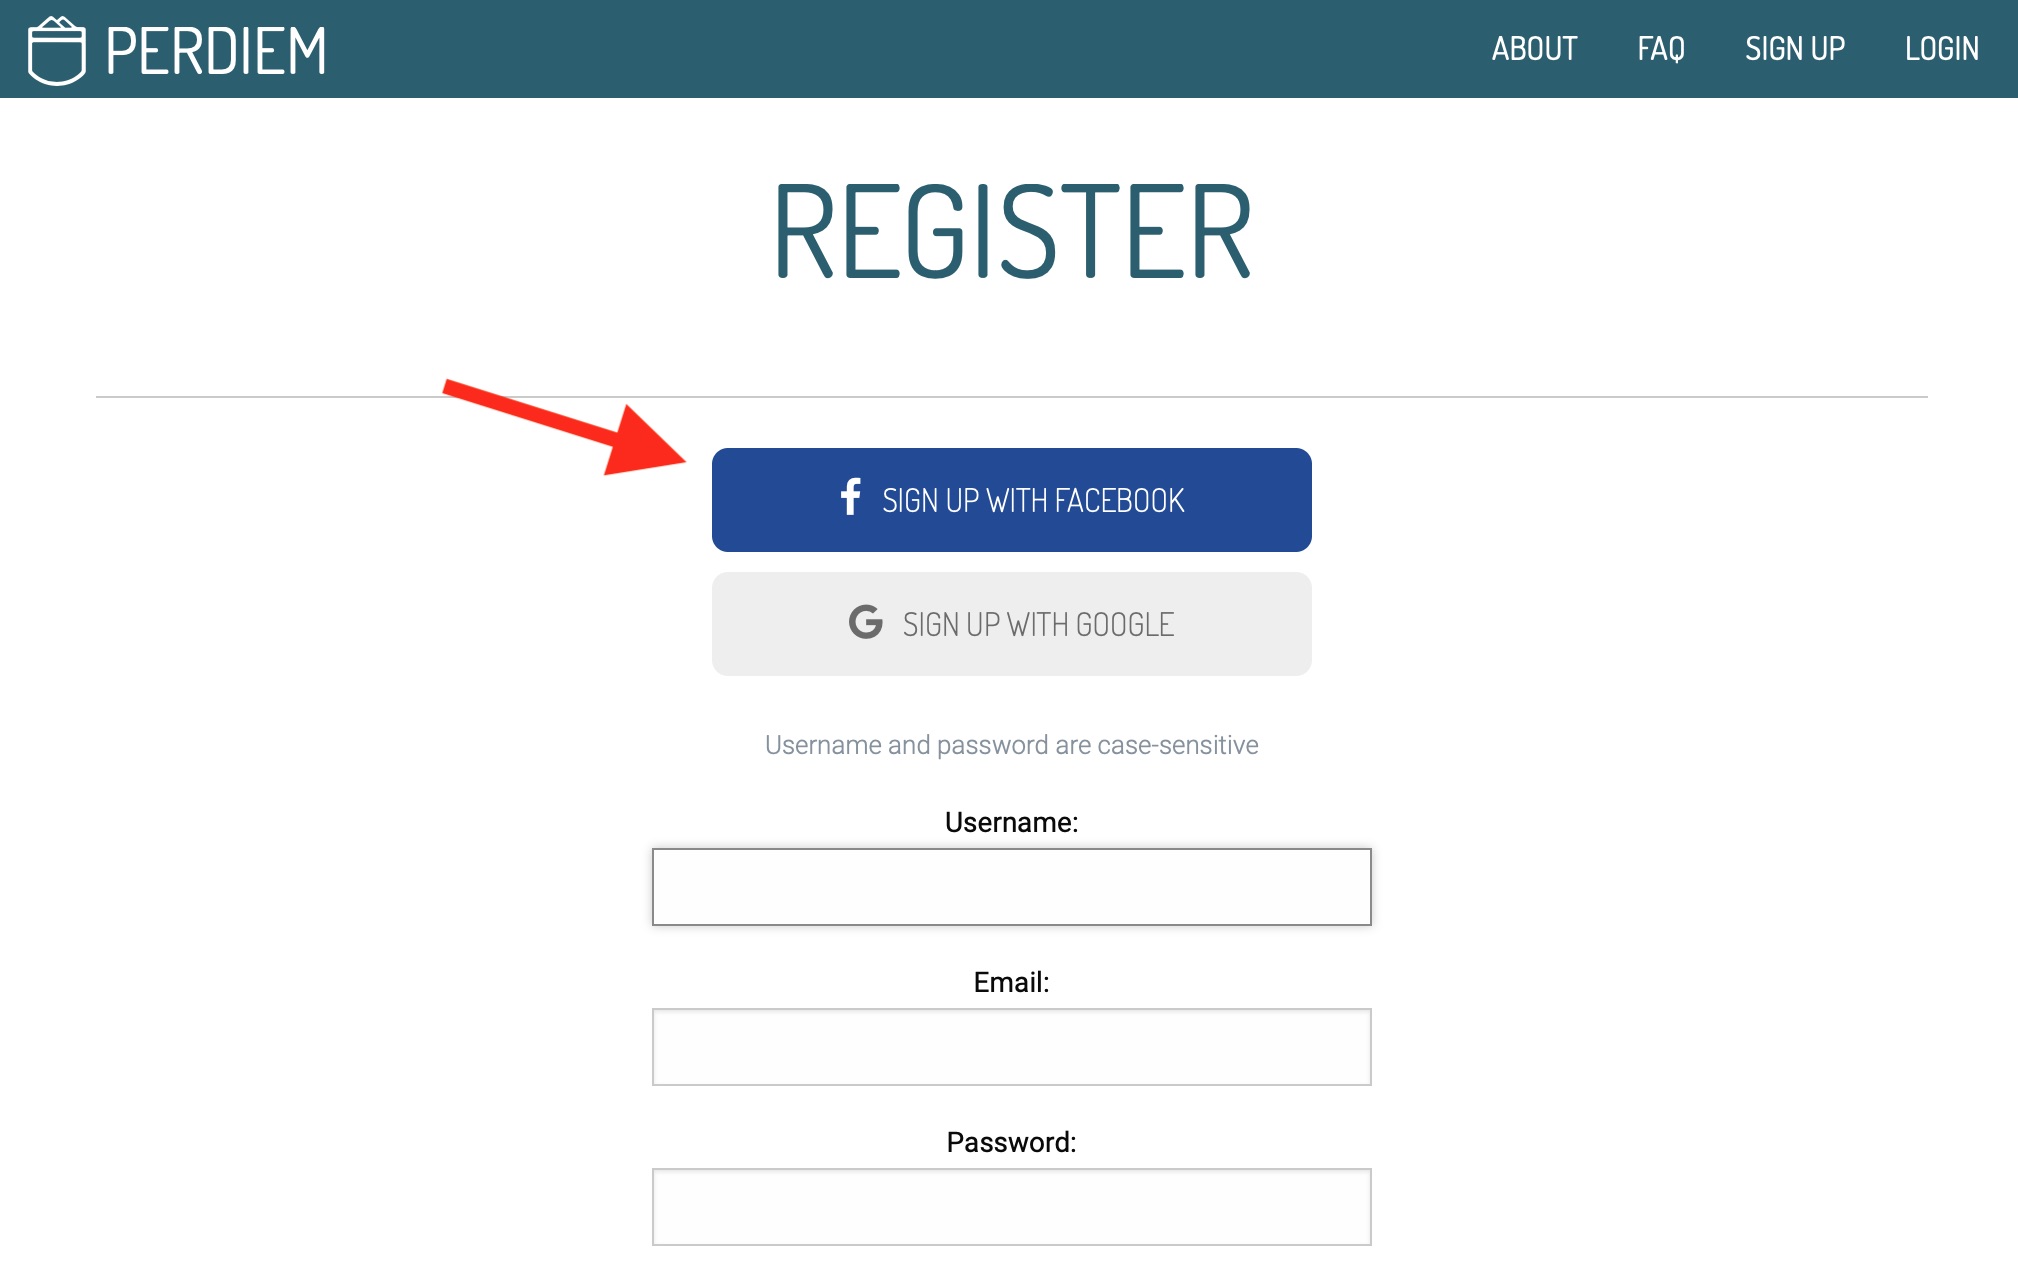 PERDIEM
ABOUT FAQ SIGN UP LOGIN
REGISTER
SIGN UP WITH FACEBOOK
SIGN UP WITH GOOGLE
Username and password are case-sensitive
Username:
Email:
Password: